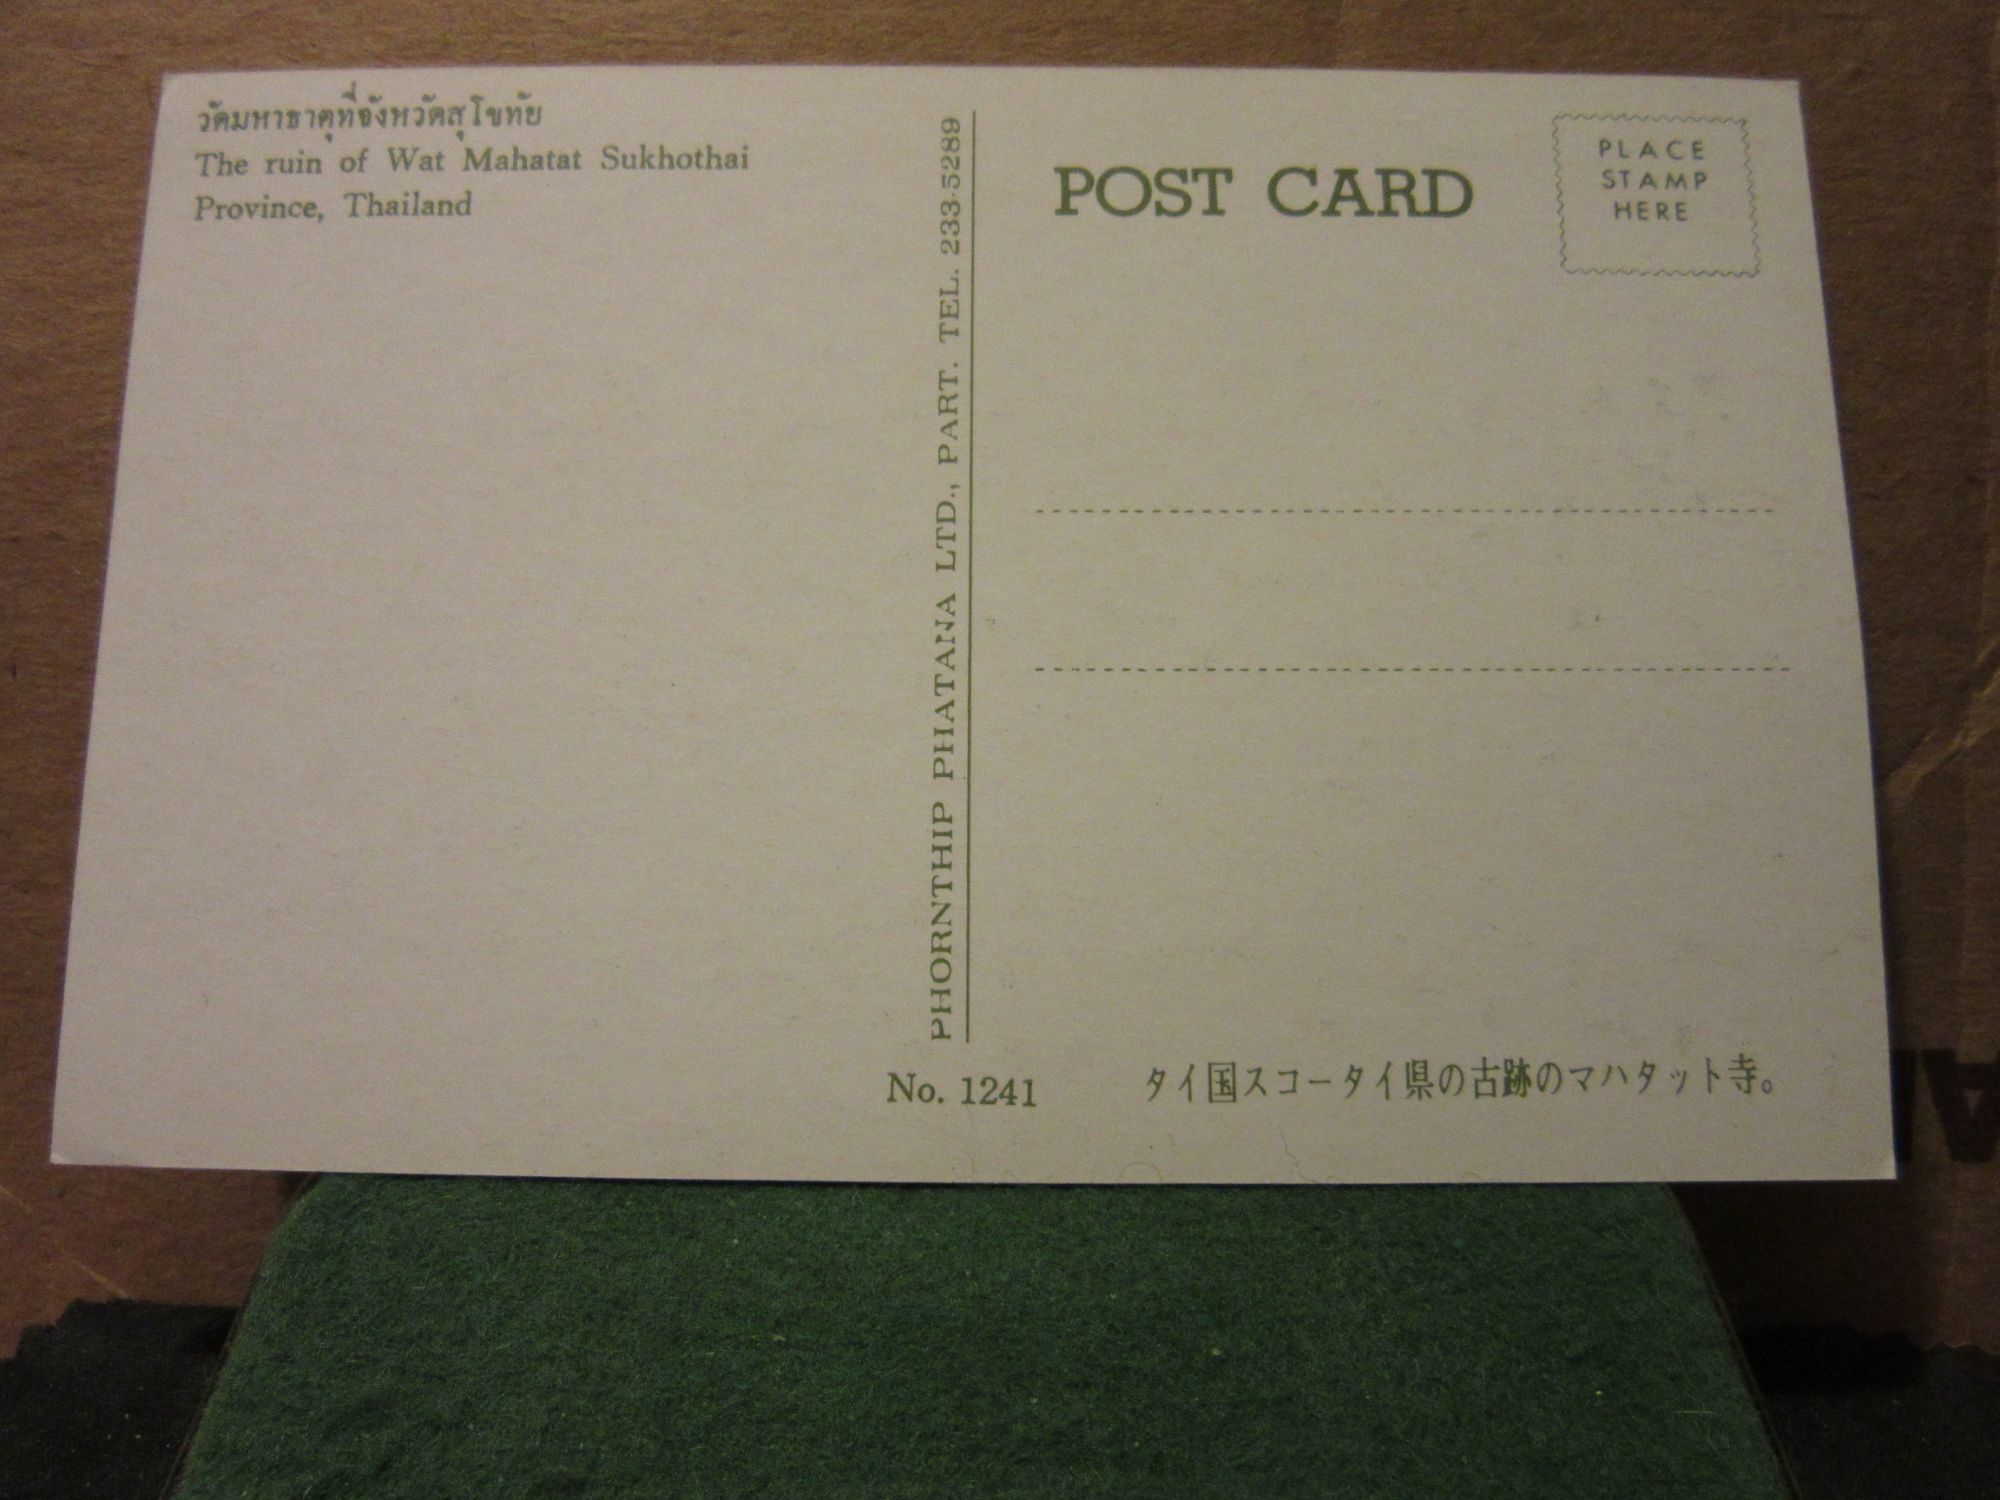 วัดมหาธาตุที่จังหวัดสุโขทัย
The ruin of Wat Mahatat Sukhothai
Province, Thailand
PHORNTHIP PHATANA LTD., PART. TEL. 233-5289
POST CARD
PLACE
STAMP
HERE
No. 1241
タイ国スコータイ県の古跡のマハタット寺。